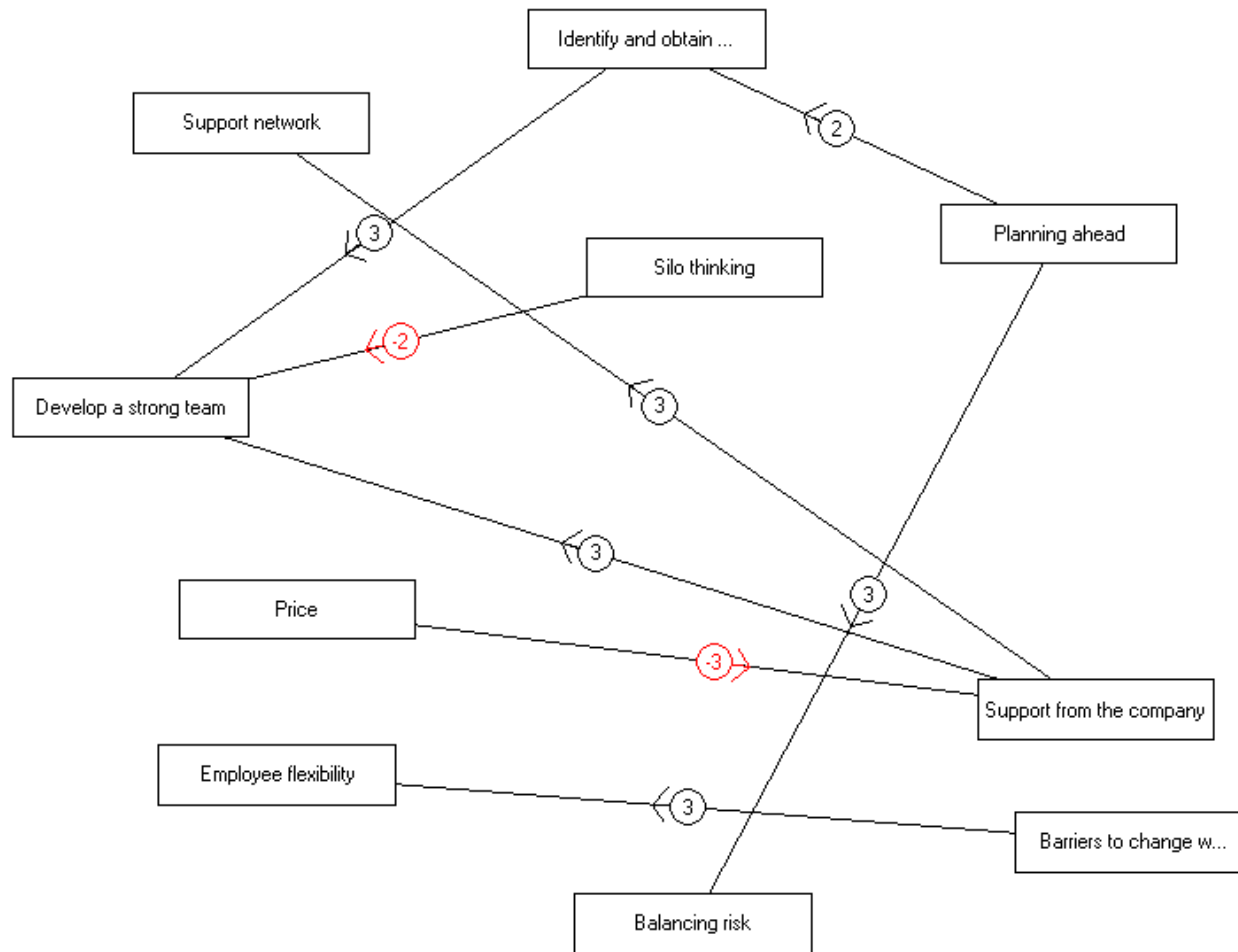 Identify and obtain ...
Support network
2
Planning ahead
3
Silo thinking
-2
Develop a strong team
3
3
3
Price
-3
Support from the company
Employee flexibility
3
Barriers to change w...
Balancing risk